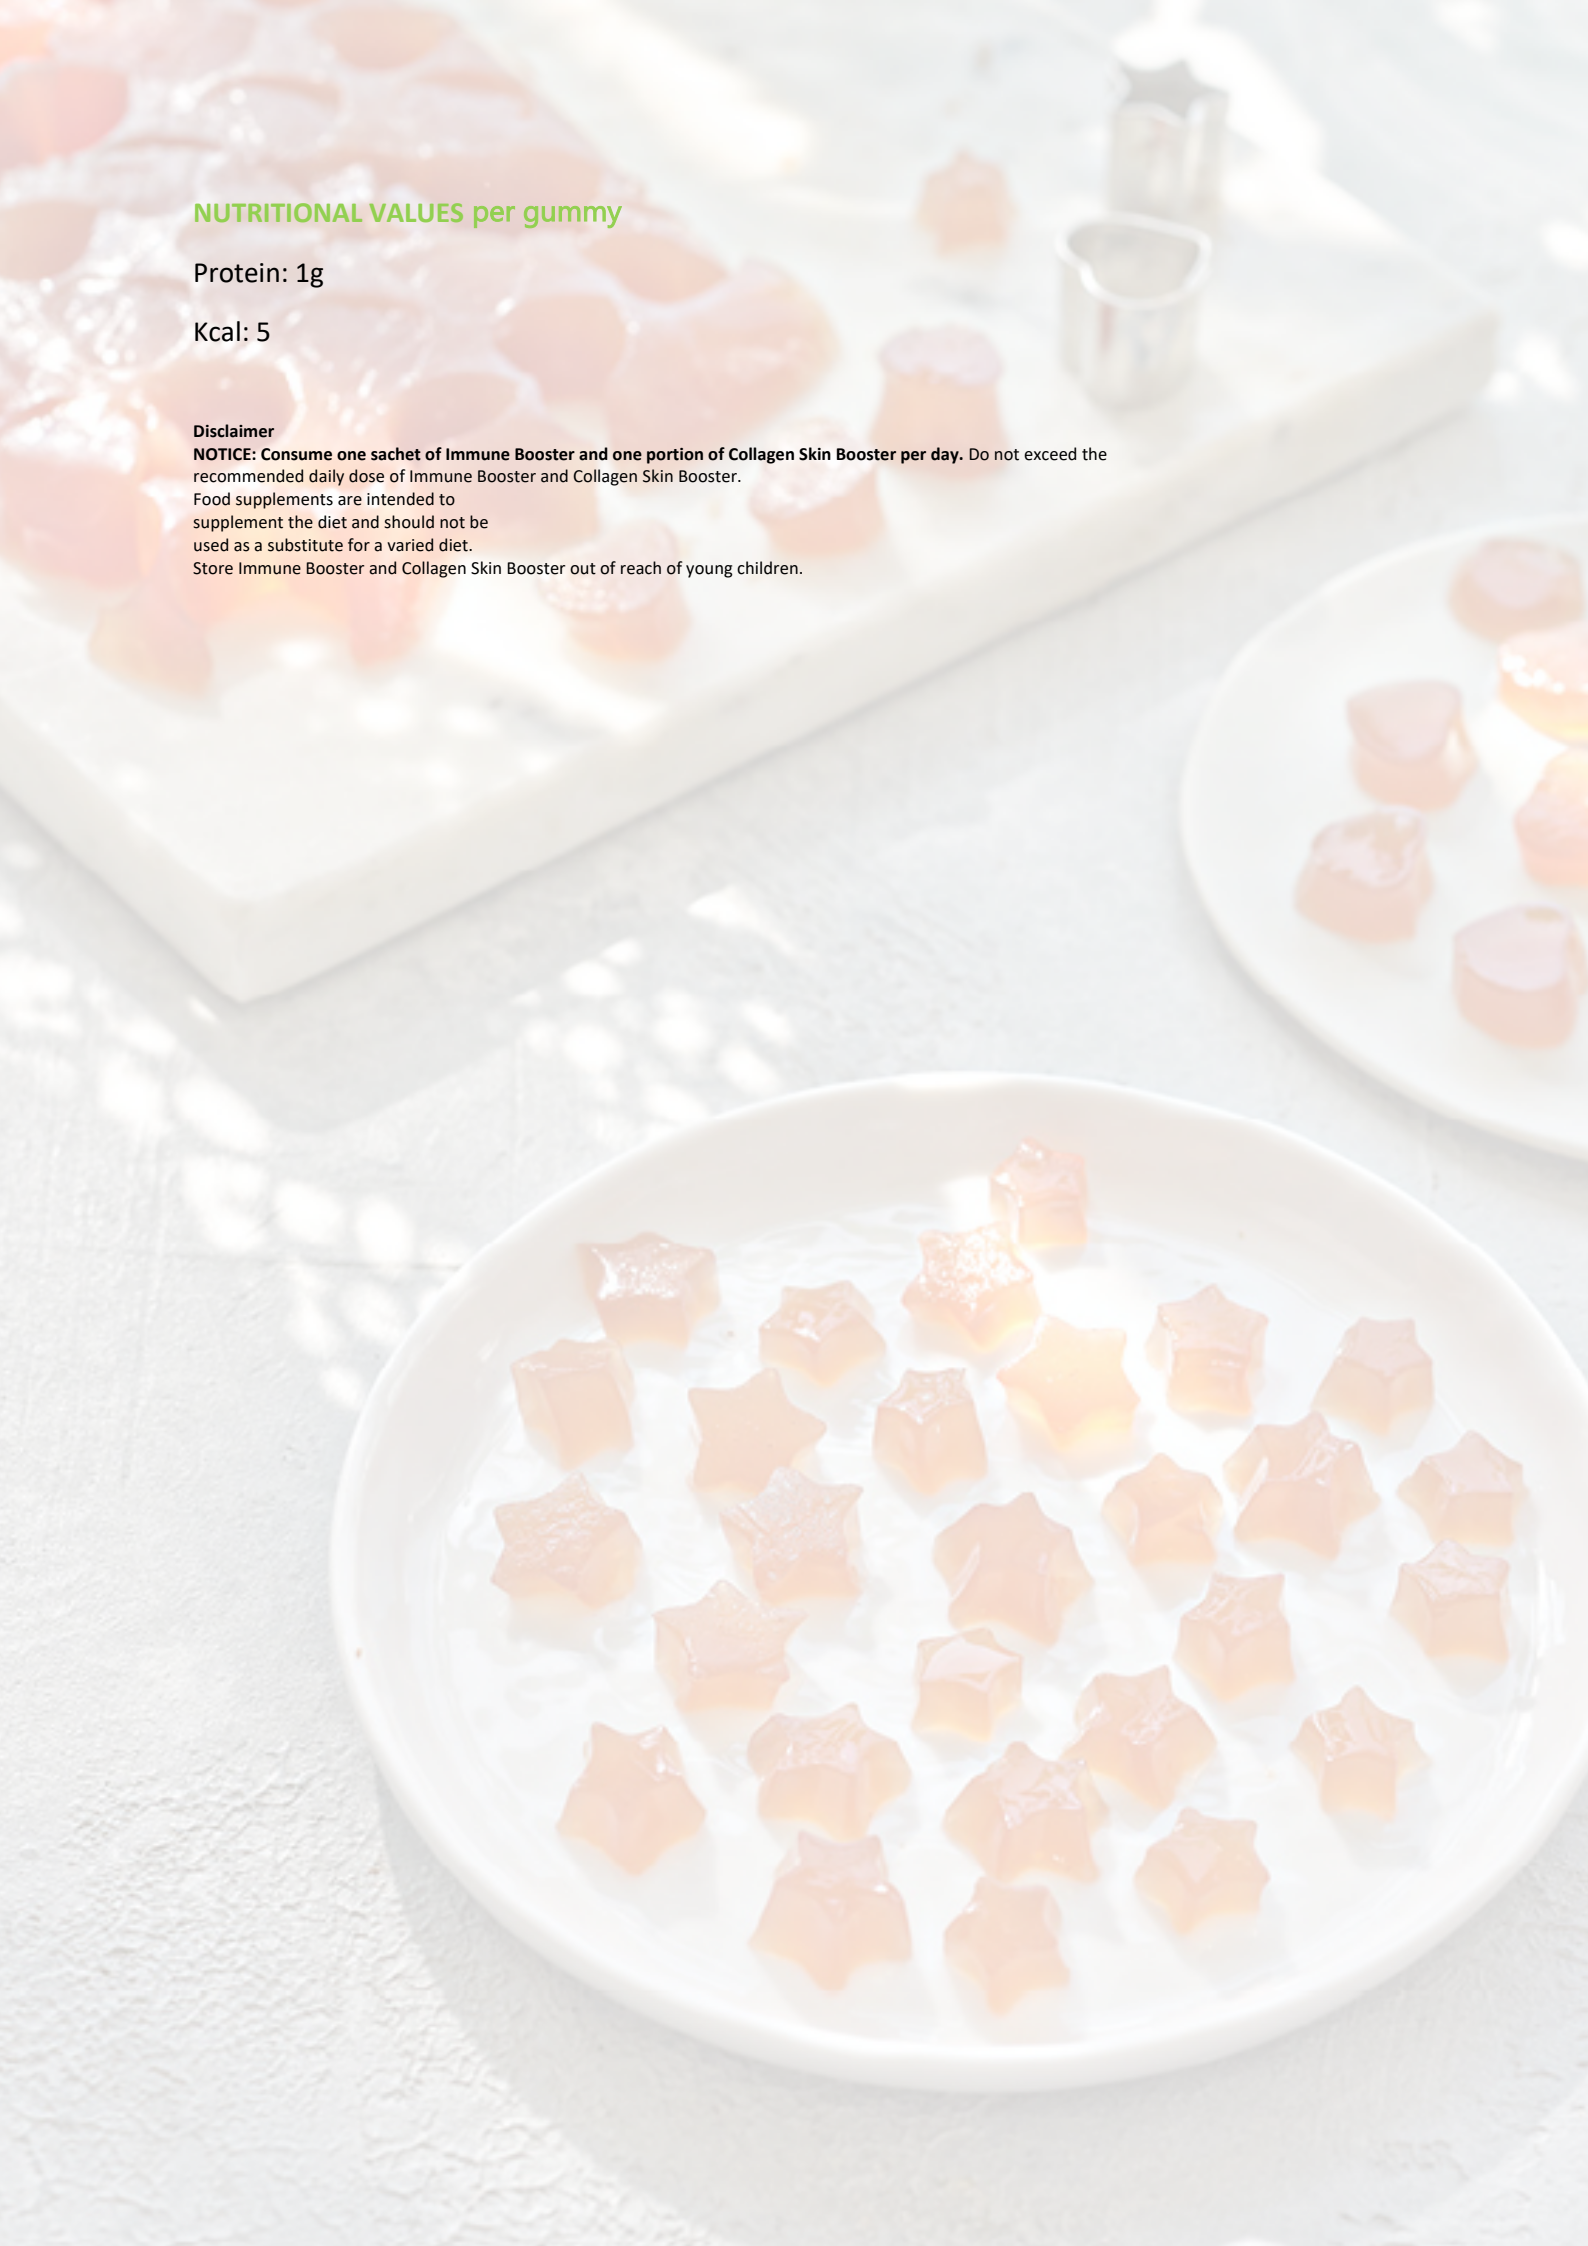 NUTRITIONAL VALUES per gummy
Protein: 1g
Kcal: 5
Disclaimer
NOTICE: Consume one sachet of Immune Booster and one portion of Collagen Skin Booster per day. Do not exceed the
recommended daily dose of Immune Booster and Collagen Skin Booster.
Food supplements are intended to
supplement the diet and should not be
used as a substitute for a varied diet.
Store Immune Booster and Collagen Skin Booster out of reach of young children.